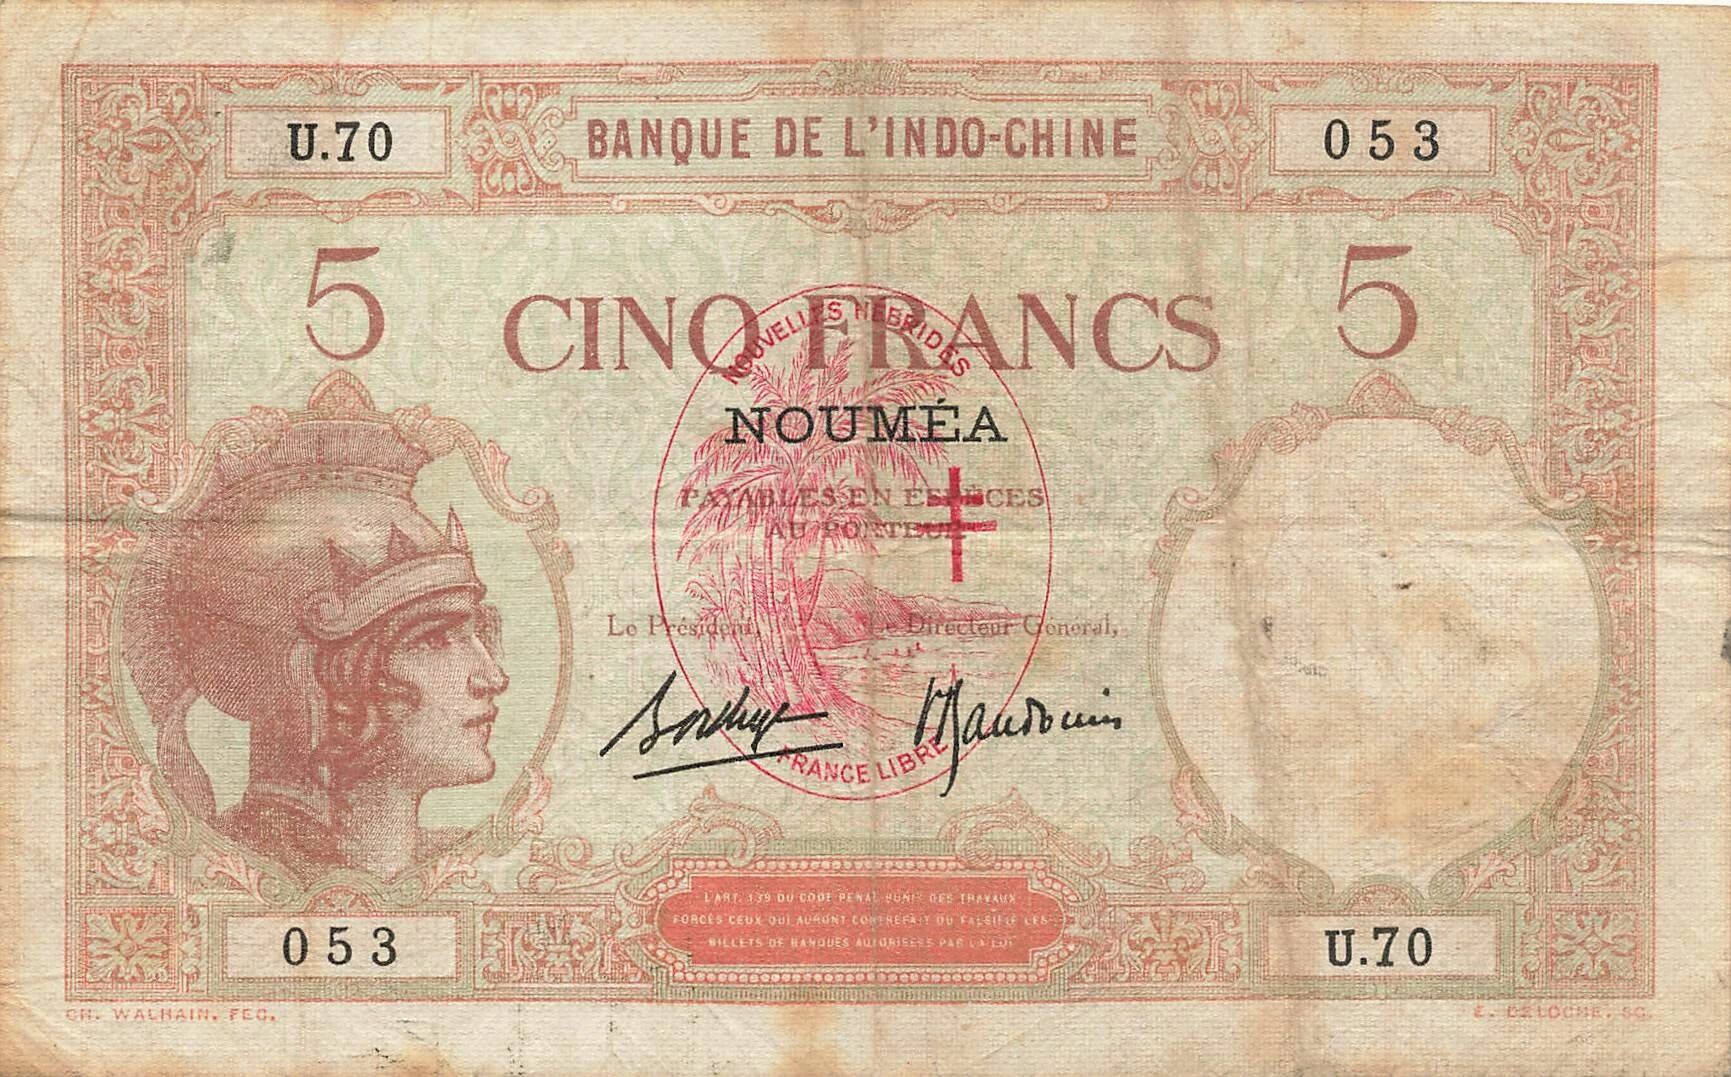 U.70
BANQUE DE L'INDO-CHINE
053
5
CINQ FRANCS
5
NOUVELLES HÉBRIDES
NOUMÉA
PAYABLES EN ESPÈCES
AU PORTEUR
Le Président,
Le Directeur Général,
FRANCE LIBRE
L'ART. 139 DU CODE PENAL PUNIT DES TRAVAUX
FORCÉS CEUX QUI AURONT CONTREFAIT OU FALSIFIÉ LES
BILLETS DE BANQUES AUTORISÉES PAR LA LOI
053
U.70
CH. WALHAIN. FEC.
E. DELOCHE. SC.